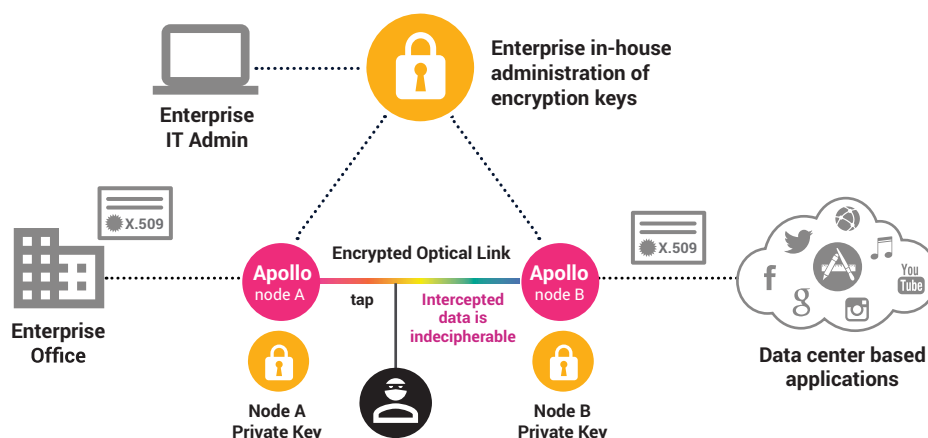 Enterprise in-house
administration of
encryption keys
Enterprise
IT Admin
X.509
X.509
Encrypted Optical Link
Apollo
node A
Apollo
node B
tap
Intercepted
data is
indecipherable
f
g
You
Tube
Enterprise
Office
Data center based
applications
Node A
Private Key
Node B
Private Key